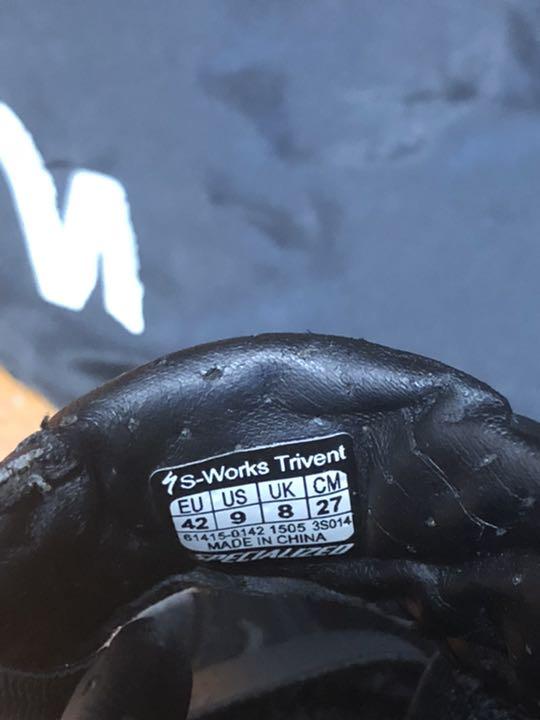 S-Works Trivent
EU US UK CM
42 9 8 27
61415-0142 1505 3S014
MADE IN CHINA
SPECIALIZED